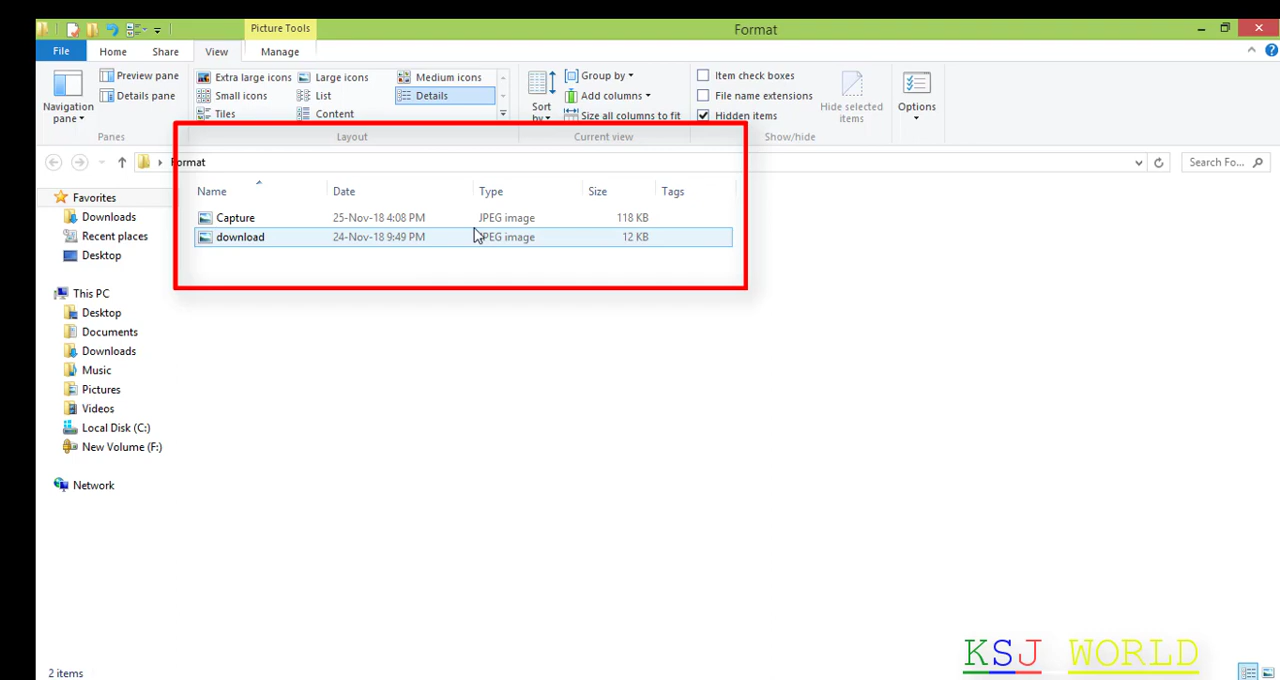 Picture Tools Format
File Home Share View Manage
Preview pane Extra large icons Large icons Medium icons Group by Item check boxes
Details pane Small icons List Details Add columns File name extensions
Navigation pane Tiles Content Sort by Size all columns to fit Hidden items Hide selected items Options
Panes Layout Current view Show/hide
Format Search Fo...
Favorites
Downloads
Recent places
Desktop
This PC
Desktop
Documents
Downloads
Music
Pictures
Videos
Local Disk (C:)
New Volume (F:)
Network
Name Date Type Size Tags
Capture 25-Nov-18 4:08 PM JPEG image 118 KB
download 24-Nov-18 9:49 PM JPEG image 12 KB
2 items
KSJ WORLD